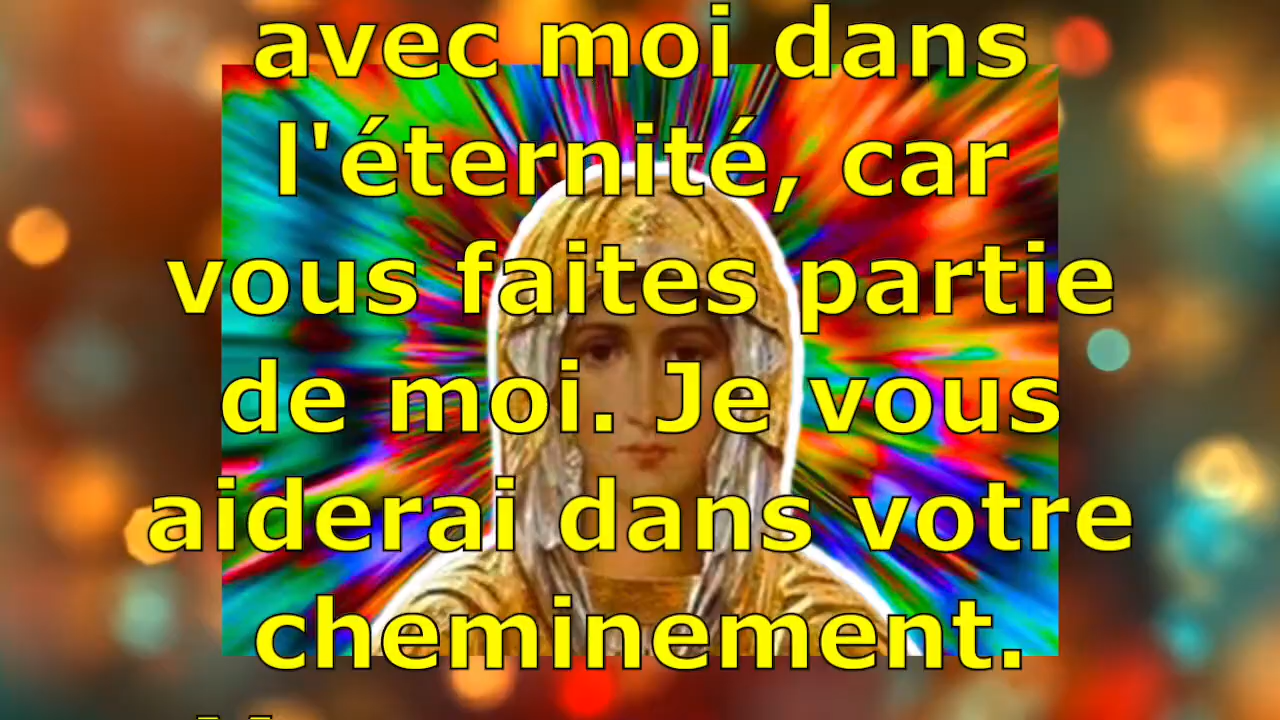 avec moi dans
l'éternité, car
vous faites partie
de moi. Je vous
aiderai dans votre
cheminement.